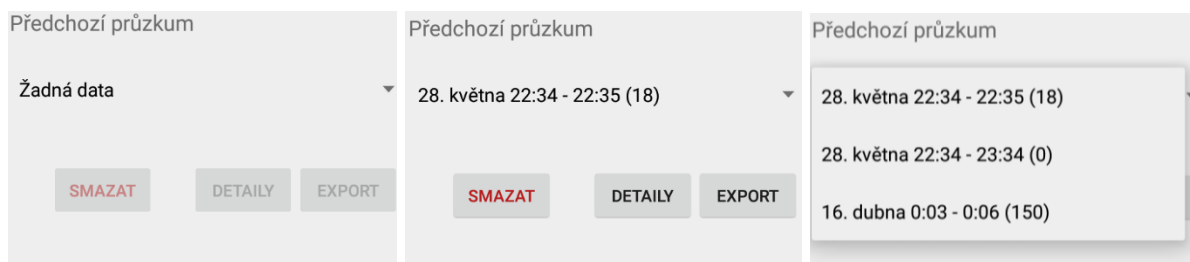 Předchozí průzkum
Žadná data
SMAZAT DETAILY EXPORT
Předchozí průzkum
28. května 22:34 - 22:35 (18)
SMAZAT DETAILY EXPORT
Předchozí průzkum
28. května 22:34 - 22:35 (18)
28. května 22:34 - 23:34 (0)
16. dubna 0:03 - 0:06 (150)